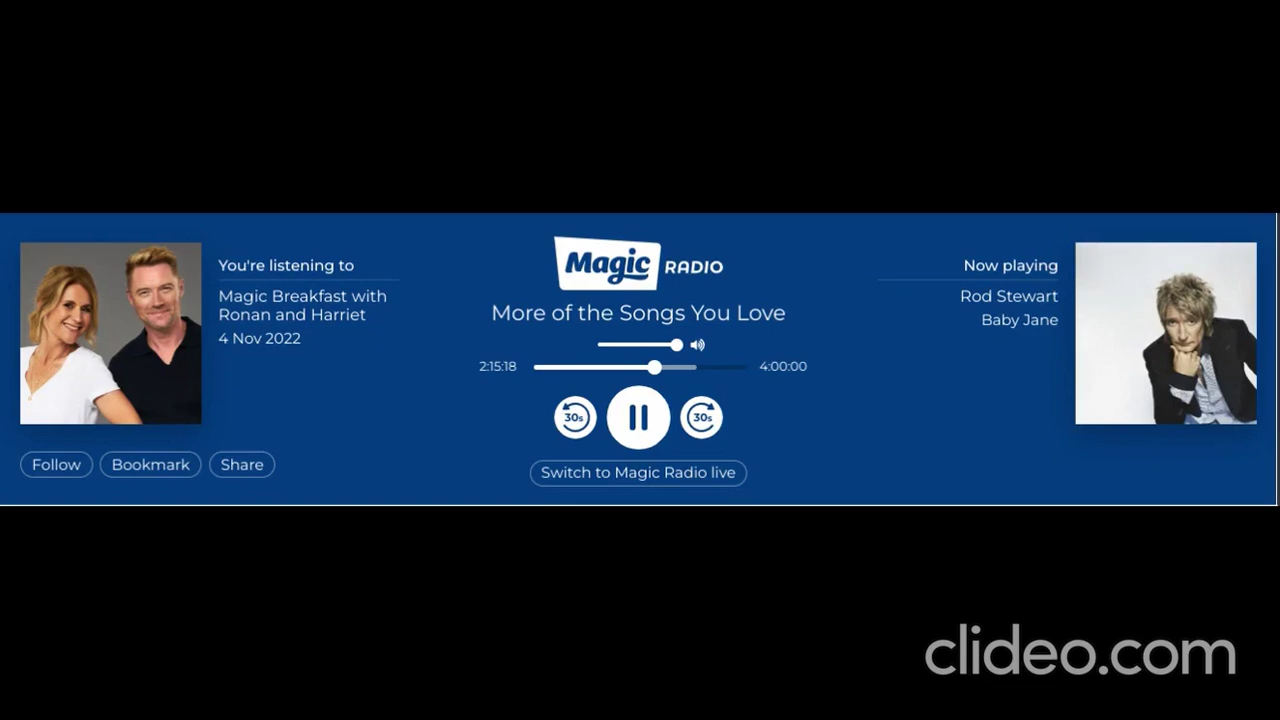 You're listening to
Magic Breakfast with
Ronan and Harriet
4 Nov 2022
Follow
Bookmark
Share
Magic RADIO
More of the Songs You Love
2:15:18
4:00:00
30s
30s
Switch to Magic Radio live
Now playing
Rod Stewart
Baby Jane
clideo.com